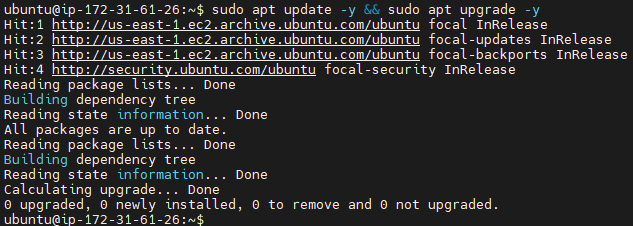 ubuntu@ip-172-31-61-26:~$ sudo apt update -y && sudo apt upgrade -y
Hit:1 http://us-east-1.ec2.archive.ubuntu.com/ubuntu focal InRelease
Hit:2 http://us-east-1.ec2.archive.ubuntu.com/ubuntu focal-updates InRelease
Hit:3 http://us-east-1.ec2.archive.ubuntu.com/ubuntu focal-backports InRelease
Hit:4 http://security.ubuntu.com/ubuntu focal-security InRelease
Reading package lists... Done
Building dependency tree
Reading state information... Done
All packages are up to date.
Reading package lists... Done
Building dependency tree
Reading state information... Done
Calculating upgrade... Done
0 upgraded, 0 newly installed, 0 to remove and 0 not upgraded.
ubuntu@ip-172-31-61-26:~$